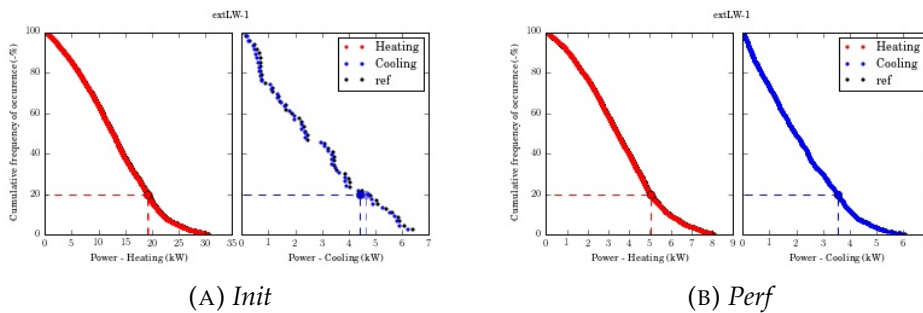 extLW-1
extLW-1
Cumulative frequency of occurence (-%)
100
80
60
40
20
0
0 5 10 15 20 25 30 35
Power - Heating (kW)
Heating
Cooling
ref
0 1 2 3 4 5 6 7
Power - Cooling (kW)
Cumulative frequency of occurence (-%)
100
80
60
40
20
0
0 1 2 3 4 5 6 7 8 9
Power - Heating (kW)
Heating
Cooling
ref
0 1 2 3 4 5 6
Power - Cooling (kW)
(A) Init
(B) Perf